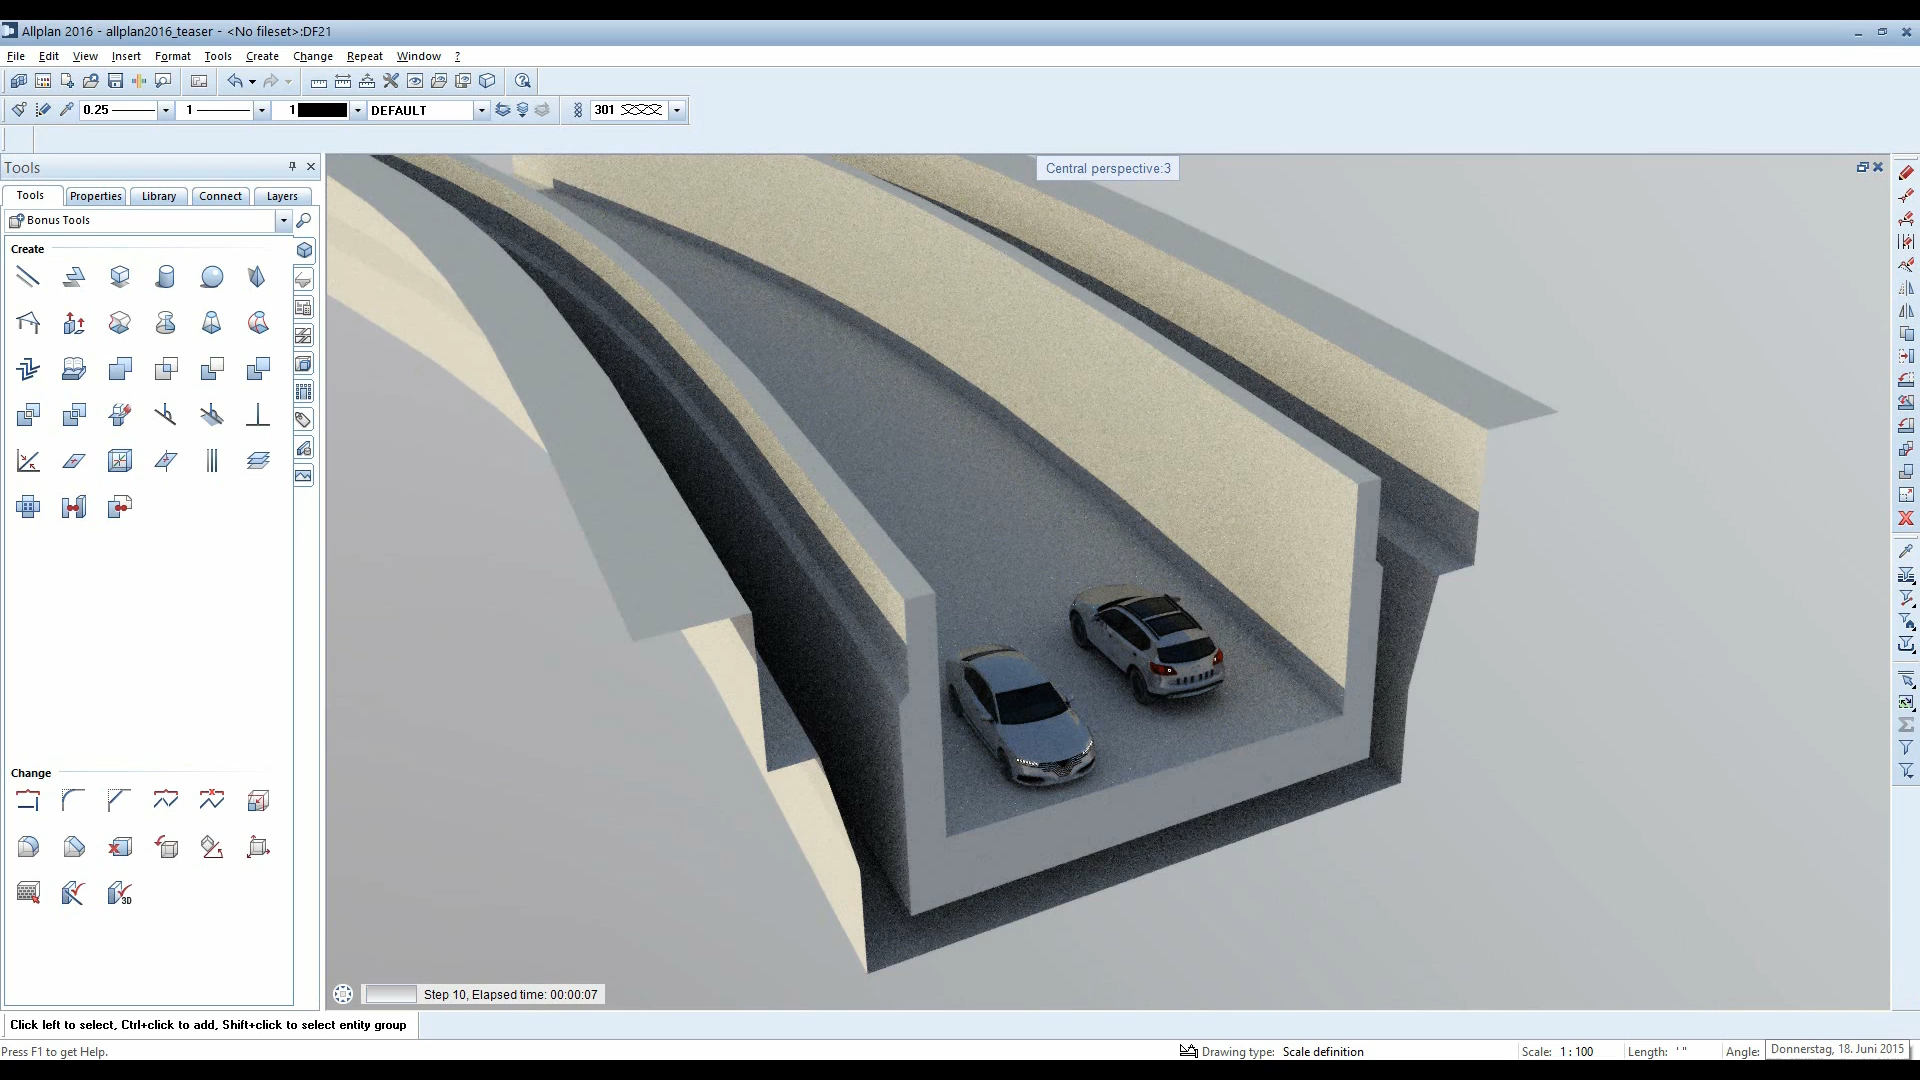 Allplan 2016 - allplan2016_teaser - <No fileset>:DF21
File Edit View Insert Format Tools Create Change Repeat Window ?
0.25 1 1 DEFAULT 301
Tools
Central perspective:3
Tools Properties Library Connect Layers
Bonus Tools
Create
Change
3D
Step 10, Elapsed time: 00:00:07
Click left to select, Ctrl+click to add, Shift+click to select entity group
Press F1 to get Help.
Drawing type: Scale definition
Scale: 1 : 100
Length: ' "
Angle:
Donnerstag, 18. Juni 2015